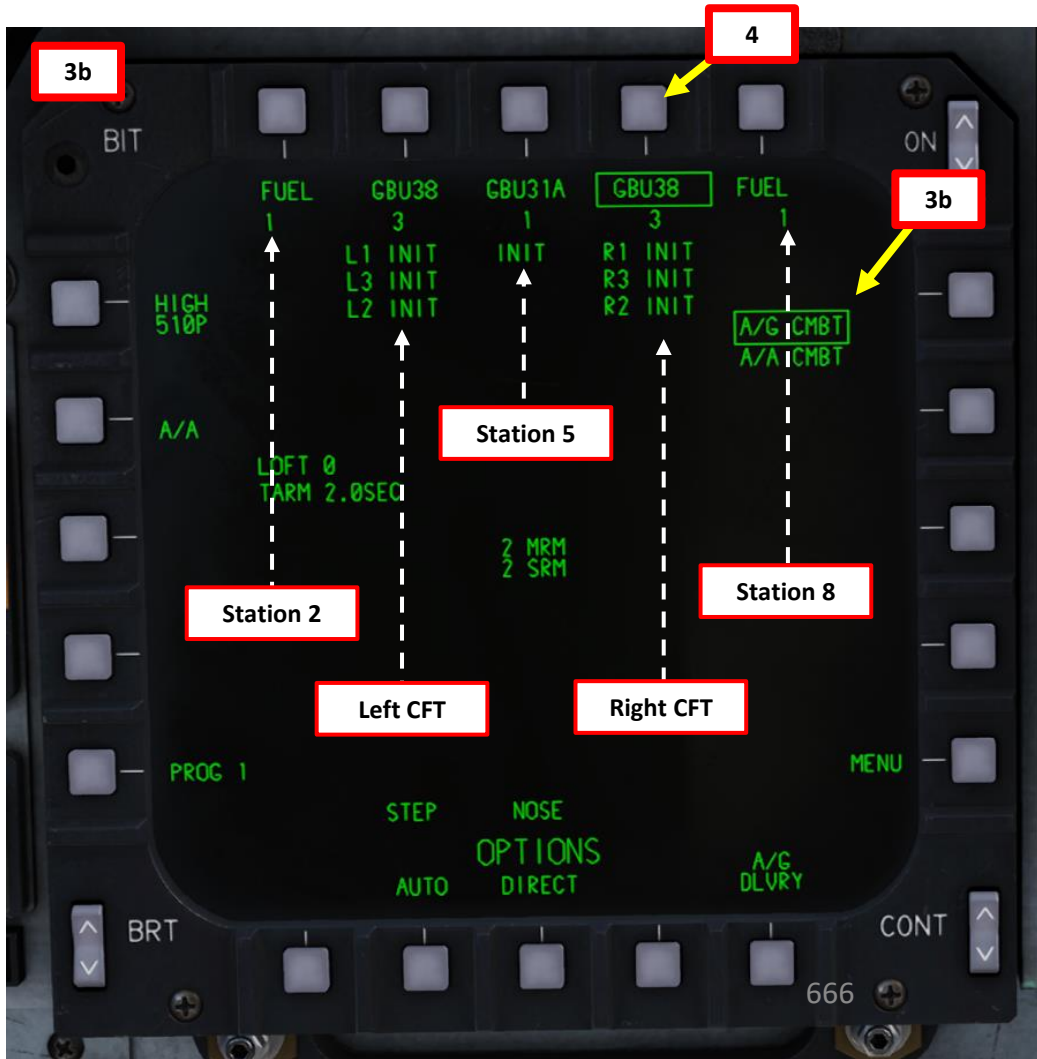 4
3b
BIT
ON
FUEL GBU38 GBU31A GBU38 FUEL
3b
1 3 1 3 1
L1 INIT INIT R1 INIT
L3 INIT R3 INIT
L2 INIT R2 INIT
HIGH
510P
A/G CMBT
A/A CMBT
A/A
Station 5
LOFT 0
TARM 2.0SEC
2 MRM
2 SRM
Station 2
Station 8
Left CFT
Right CFT
PROG 1
MENU
STEP NOSE
OPTIONS
AUTO DIRECT
A/G
DLVRY
BRT
CONT
666